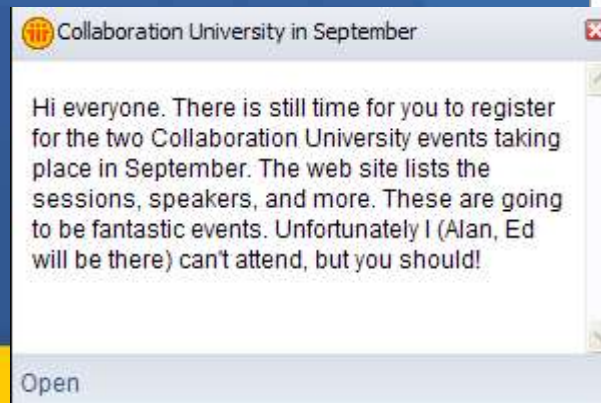 Collaboration University in September
Hi everyone. There is still time for you to register
for the two Collaboration University events taking
place in September. The web site lists the
sessions, speakers, and more. These are going
to be fantastic events. Unfortunately I (Alan, Ed
will be there) can't attend, but you should!
Open